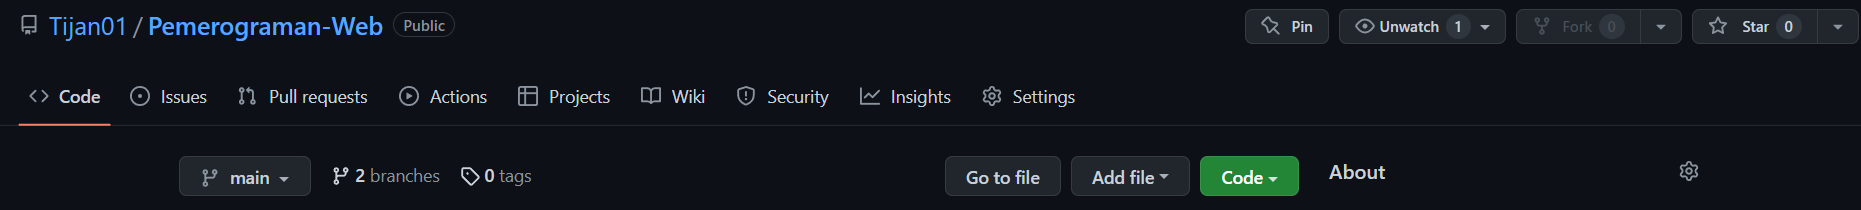 Tijan01 / Pemerograman-Web Public Pin Unwatch 1 Fork 0 Star 0
Code Issues Pull requests Actions Projects Wiki Security Insights Settings
main 2 branches 0 tags Go to file Add file Code About